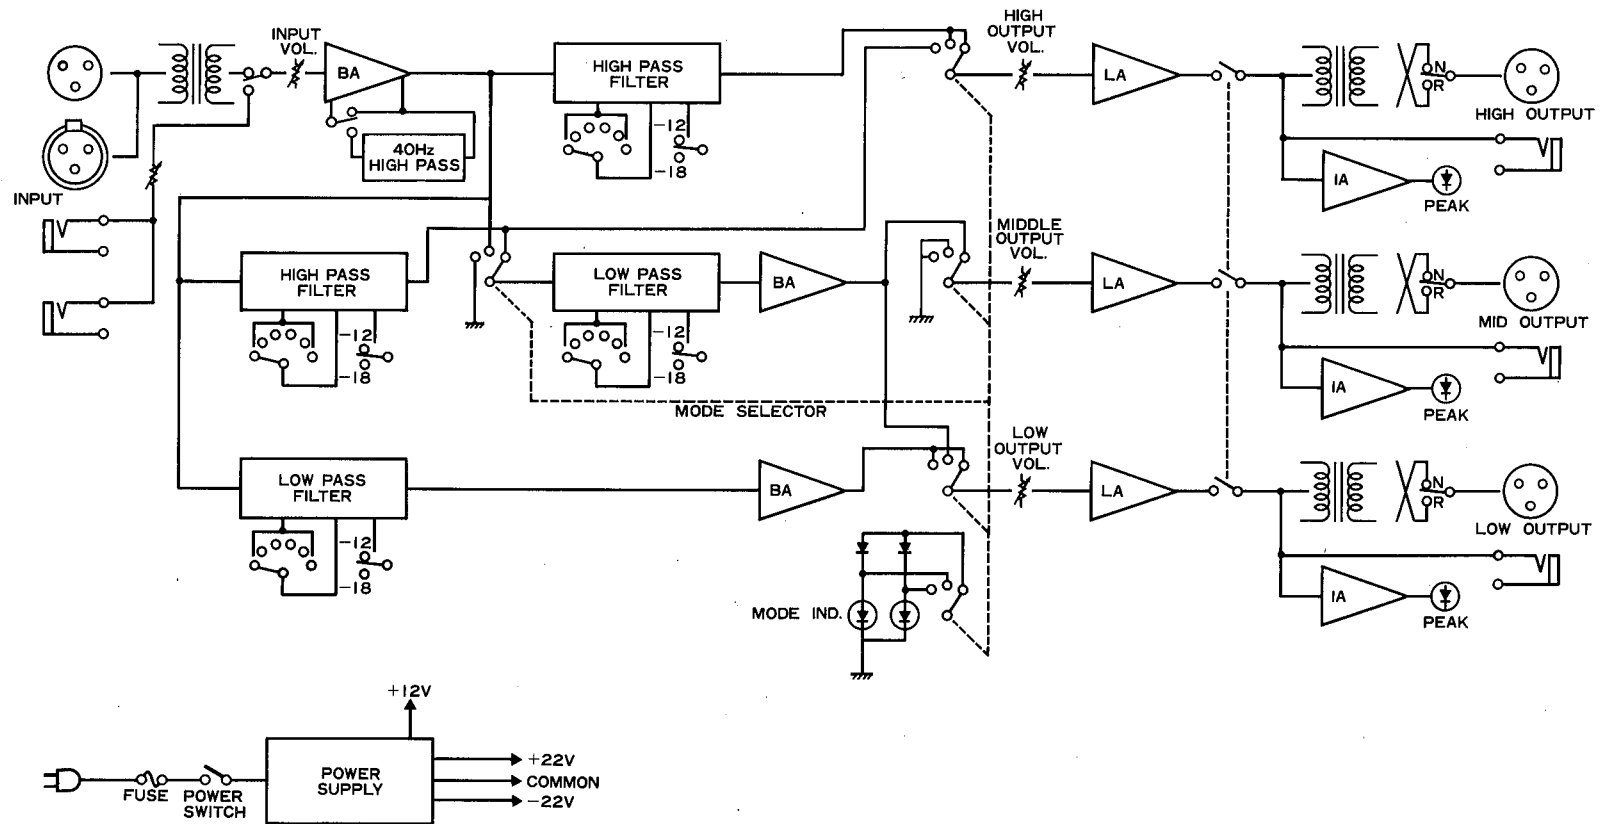 INPUT
VOL.
BA
40Hz
HIGH PASS
HIGH PASS
FILTER
-12
-18
HIGH
OUTPUT
VOL.
LA
N
R
HIGH OUTPUT
IA
PEAK
INPUT
HIGH PASS
FILTER
-12
-18
LOW PASS
FILTER
-12
-18
BA
MIDDLE
OUTPUT
VOL.
LA
N
R
MID OUTPUT
IA
PEAK
MODE SELECTOR
LOW PASS
FILTER
-12
-18
BA
LOW
OUTPUT
VOL.
LA
N
R
LOW OUTPUT
IA
PEAK
MODE IND.
+12V
FUSE
POWER
SWITCH
POWER
SUPPLY
+22V
COMMON
-22V